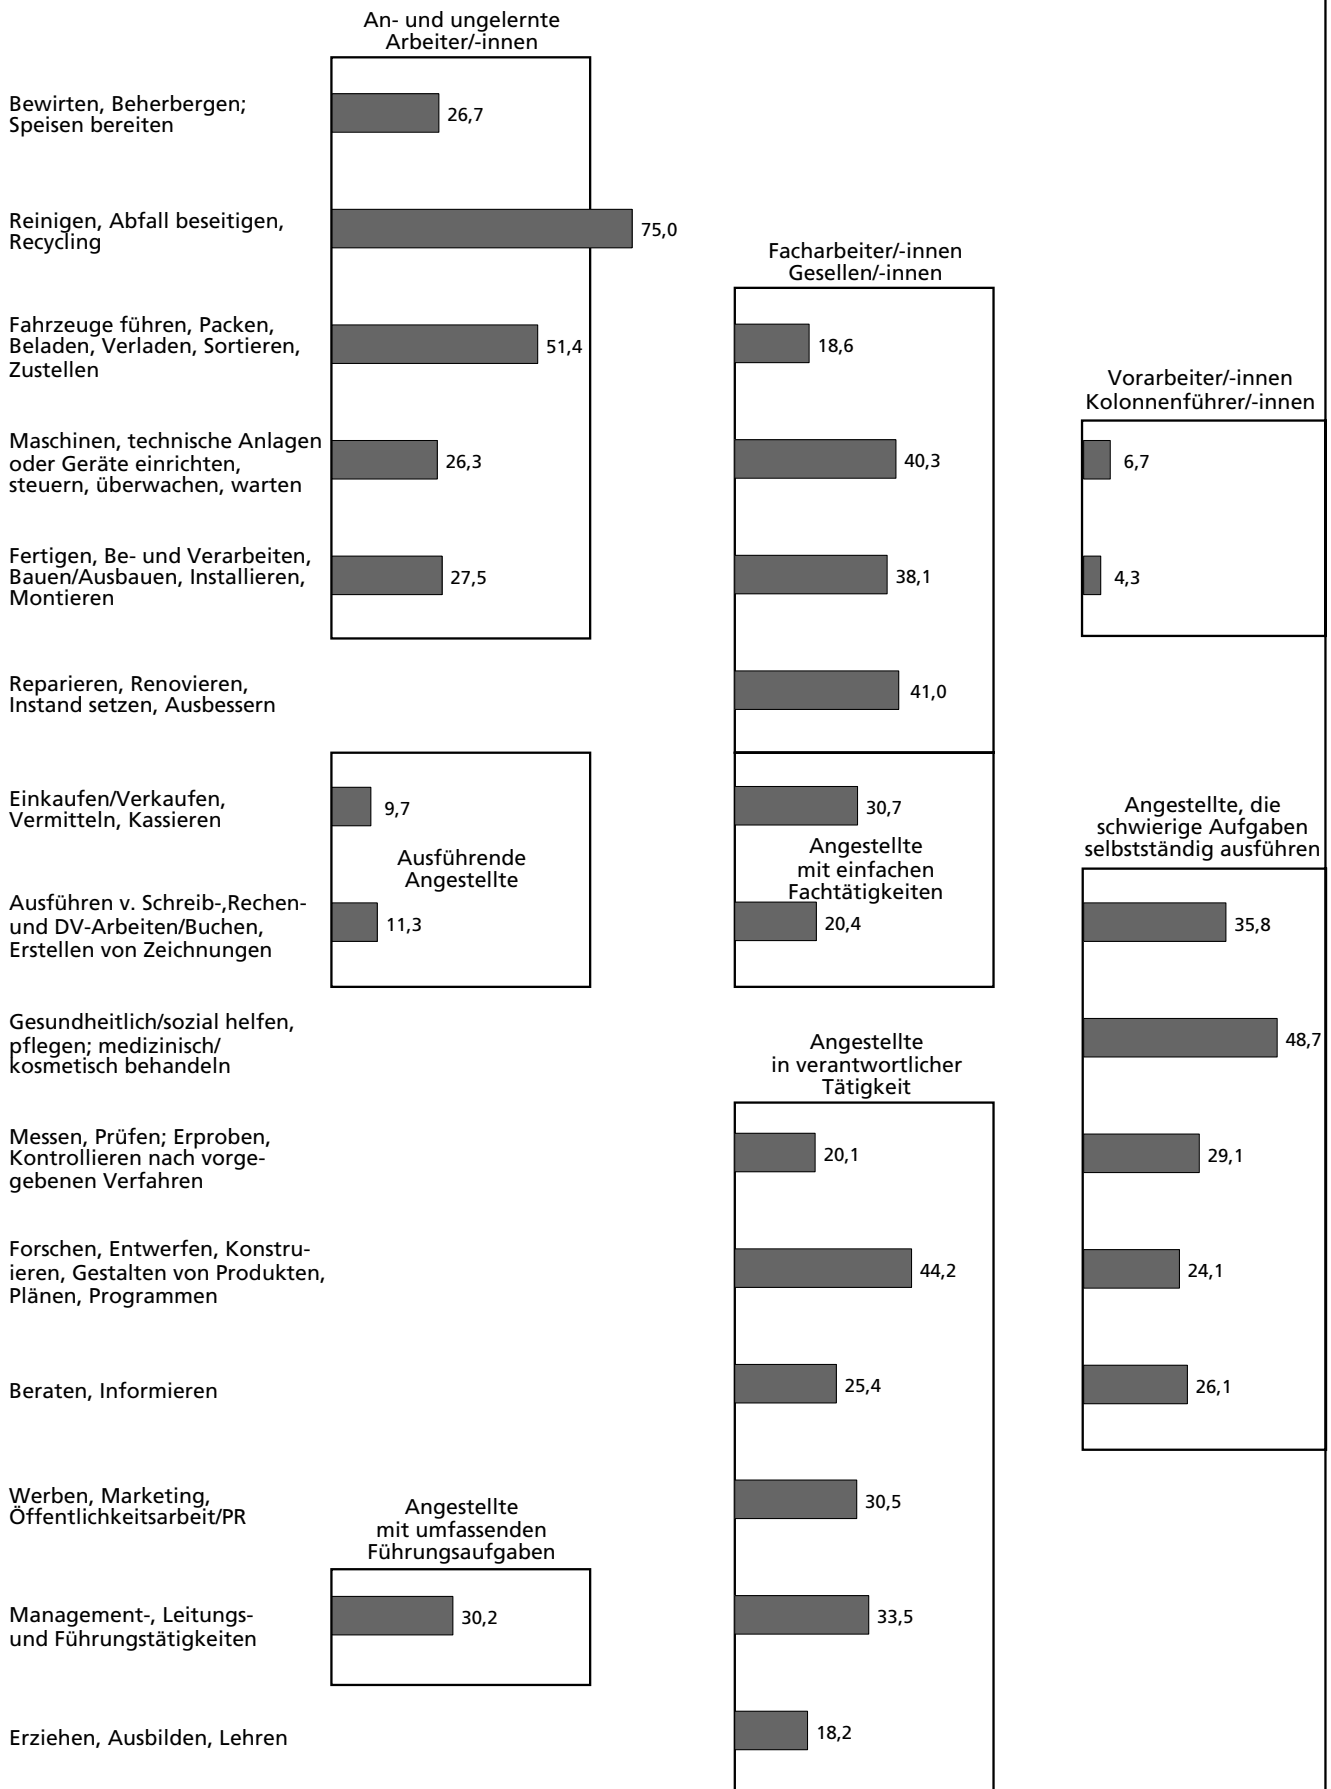 An- und ungelernte
Arbeiter/-innen
Bewirten, Beherbergen;
Speisen bereiten
26,7
Reinigen, Abfall beseitigen,
Recycling
75,0
Facharbeiter/-innen
Gesellen/-innen
Fahrzeuge führen, Packen,
Beladen, Verladen, Sortieren,
Zustellen
51,4
18,6
Vorarbeiter/-innen
Kolonnenführer/-innen
Maschinen, technische Anlagen
oder Geräte einrichten,
steuern, überwachen, warten
26,3
40,3
6,7
Fertigen, Be- und Verarbeiten,
Bauen/Ausbauen, Installieren,
Montieren
27,5
38,1
4,3
Reparieren, Renovieren,
Instand setzen, Ausbessern
41,0
Einkaufen/Verkaufen,
Vermitteln, Kassieren
9,7
30,7
Ausführende
Angestellte
Angestellte
mit einfachen
Fachtätigkeiten
Angestellte, die
schwierige Aufgaben
selbstständig ausführen
Ausführen v. Schreib-,Rechen-
und DV-Arbeiten/Buchen,
Erstellen von Zeichnungen
11,3
20,4
35,8
Gesundheitlich/sozial helfen,
pflegen; medizinisch/
kosmetisch behandeln
48,7
Angestellte
in verantwortlicher
Tätigkeit
Messen, Prüfen; Erproben,
Kontrollieren nach vorge-
gebenen Verfahren
20,1
29,1
Forschen, Entwerfen, Konstru-
ieren, Gestalten von Produkten,
Plänen, Programmen
44,2
24,1
Beraten, Informieren
25,4
26,1
Werben, Marketing,
Öffentlichkeitsarbeit/PR
30,5
Angestellte
mit umfassenden
Führungsaufgaben
Management-, Leitungs-
und Führungstätigkeiten
30,2
33,5
Erziehen, Ausbilden, Lehren
18,2